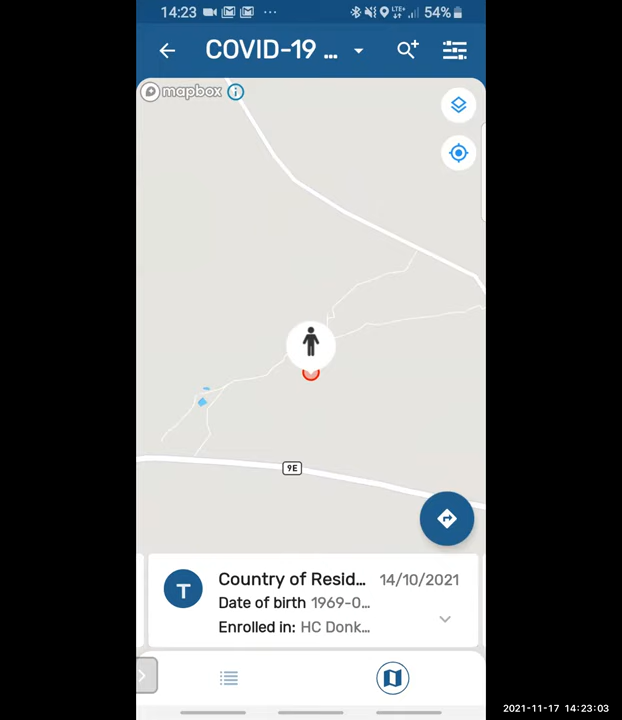 14:23 ··· LTE+ 54%
COVID-19 ...
mapbox
9E
Country of Resid... 14/10/2021
T
Date of birth 1969-0...
Enrolled in: HC Donk...
2021-11-17 14:23:03